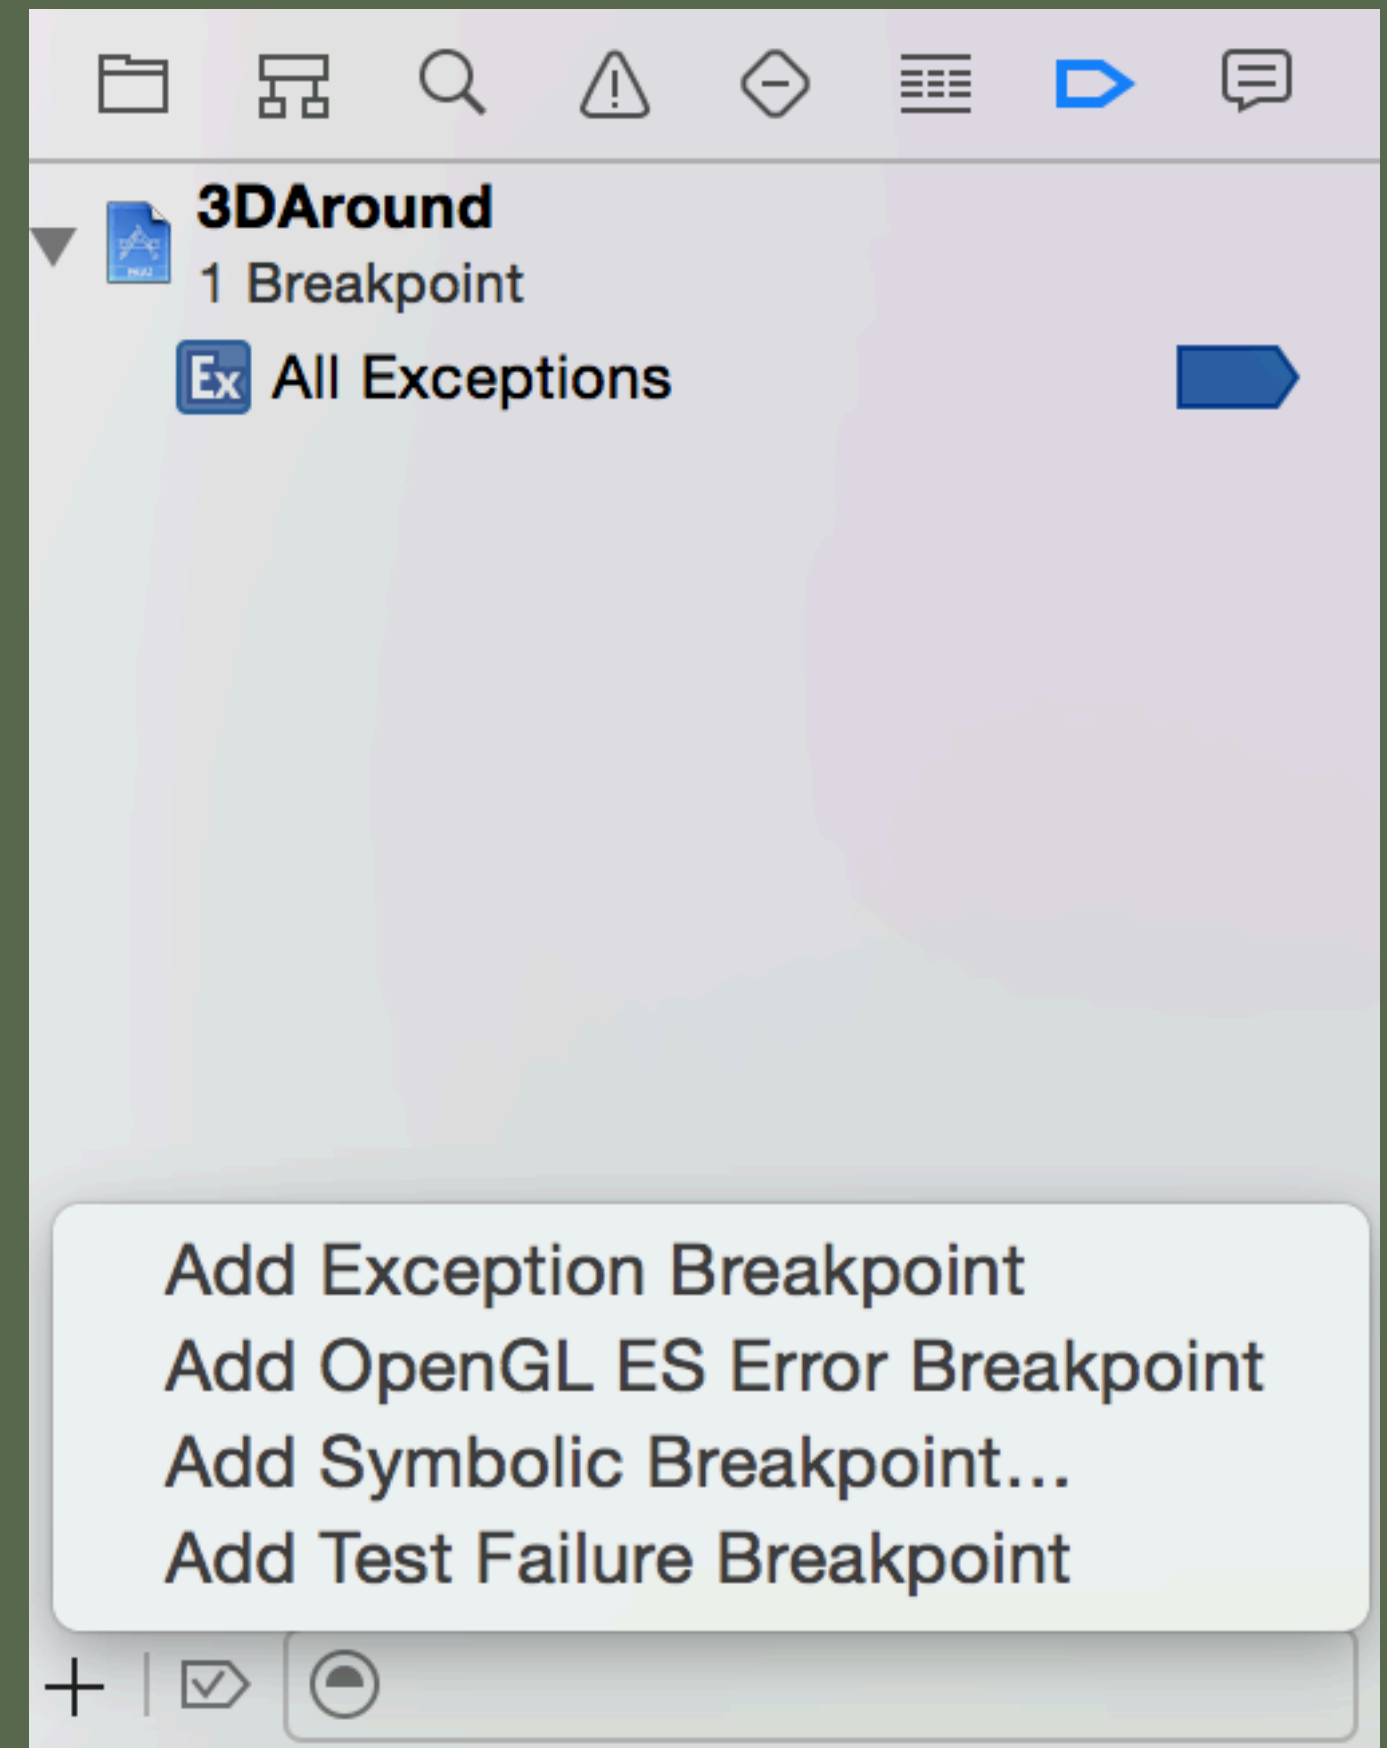 3DAround
1 Breakpoint
Ex All Exceptions
Add Exception Breakpoint
Add OpenGL ES Error Breakpoint
Add Symbolic Breakpoint...
Add Test Failure Breakpoint